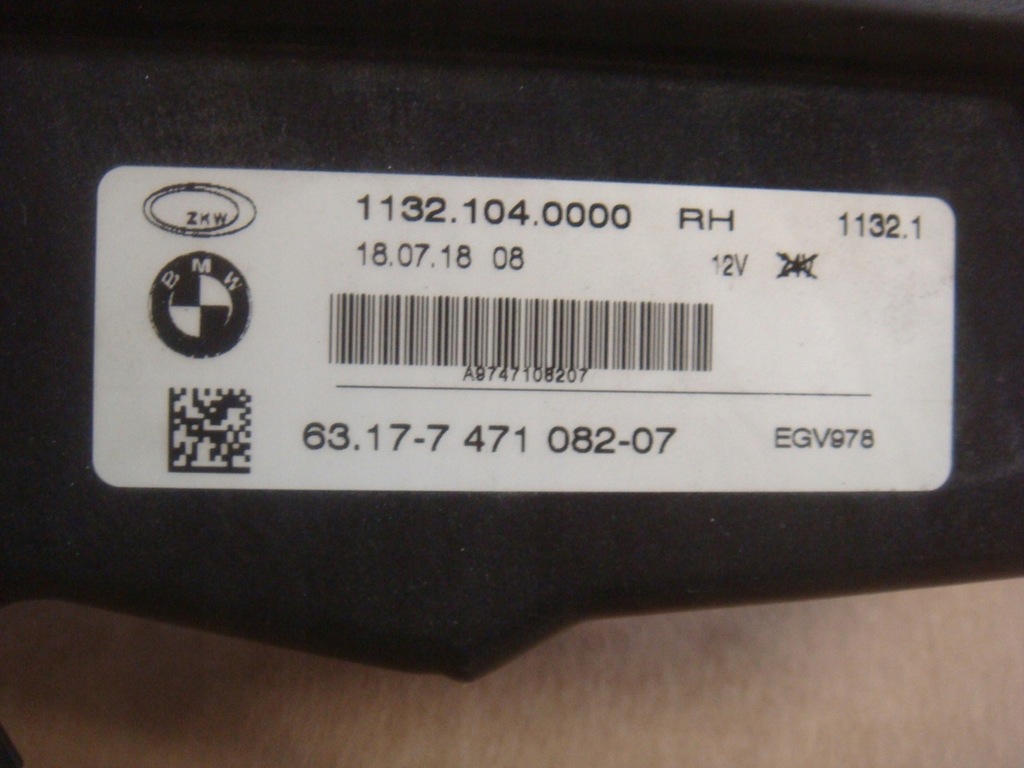 ZKW
1132.104.0000 RH 1132.1
18.07.18 08 12V 24V
BMW
A9747108207
63.17-7 471 082-07 EGV978